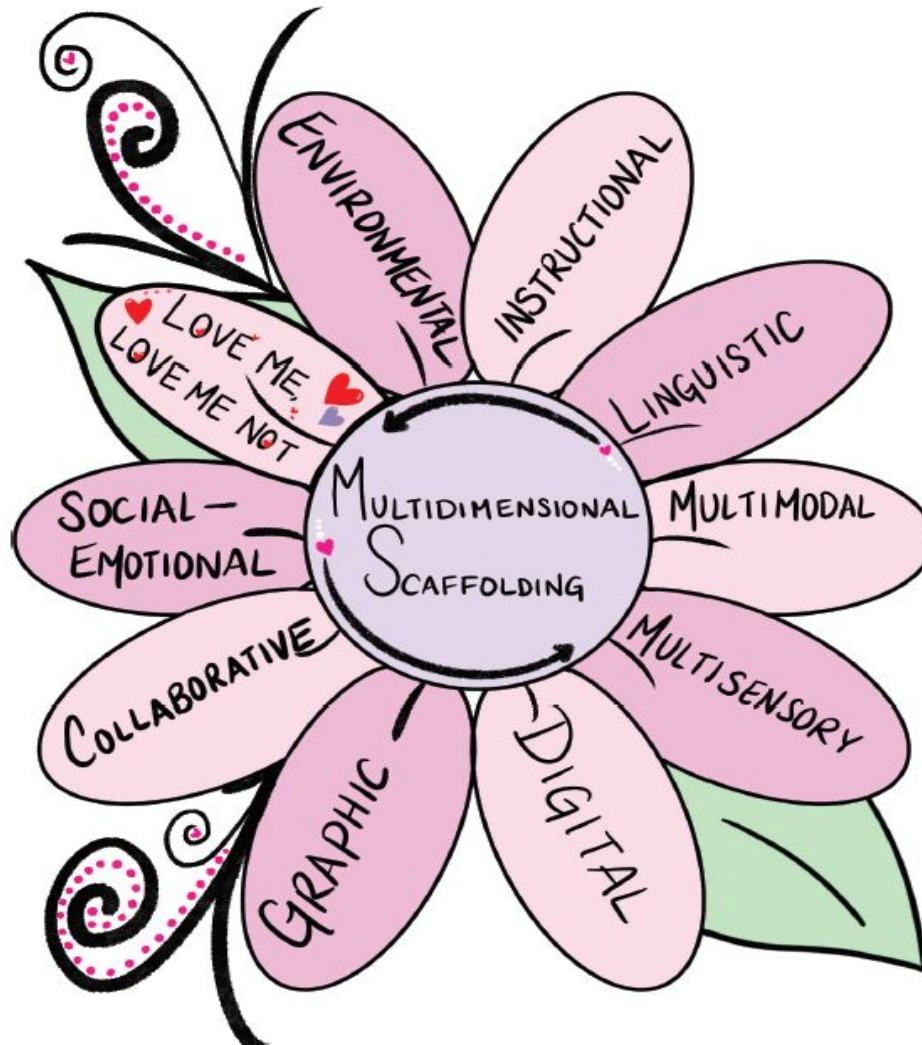 ENVIRONMENTAL
INSTRUCTIONAL
LINGUISTIC
MULTIMODAL
MULTISENSORY
DIGITAL
GRAPHIC
COLLABORATIVE
SOCIAL-
EMOTIONAL
LOVE ME,
LOVE ME NOT
MULTIDIMENSIONAL
SCAFFOLDING